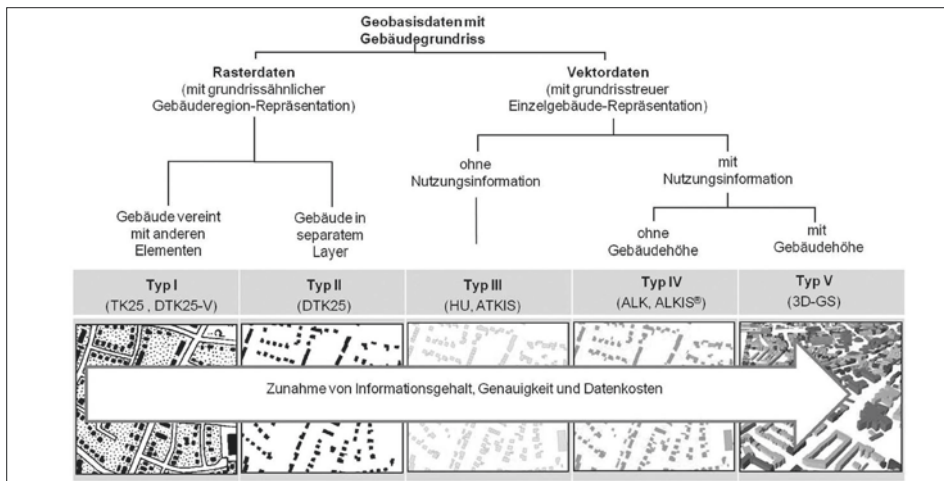 Geobasisdaten mit
Gebäudegrundriss
Rasterdaten
(mit grundrissähnlicher
Gebäuderegion-Repräsentation)
Vektordaten
(mit grundrisstreuer
Einzelgebäude-Repräsentation)
ohne
Nutzungsinformation
mit
Nutzungsinformation
Gebäude vereint
mit anderen
Elementen
Gebäude in
separatem
Layer
ohne
Gebäudehöhe
mit
Gebäudehöhe
Typ I
(TK25 , DTK25-V)
Typ II
(DTK25)
Typ III
(HU, ATKIS)
Typ IV
(ALK, ALKIS®)
Typ V
(3D-GS)
Zunahme von Informationsgehalt, Genauigkeit und Datenkosten